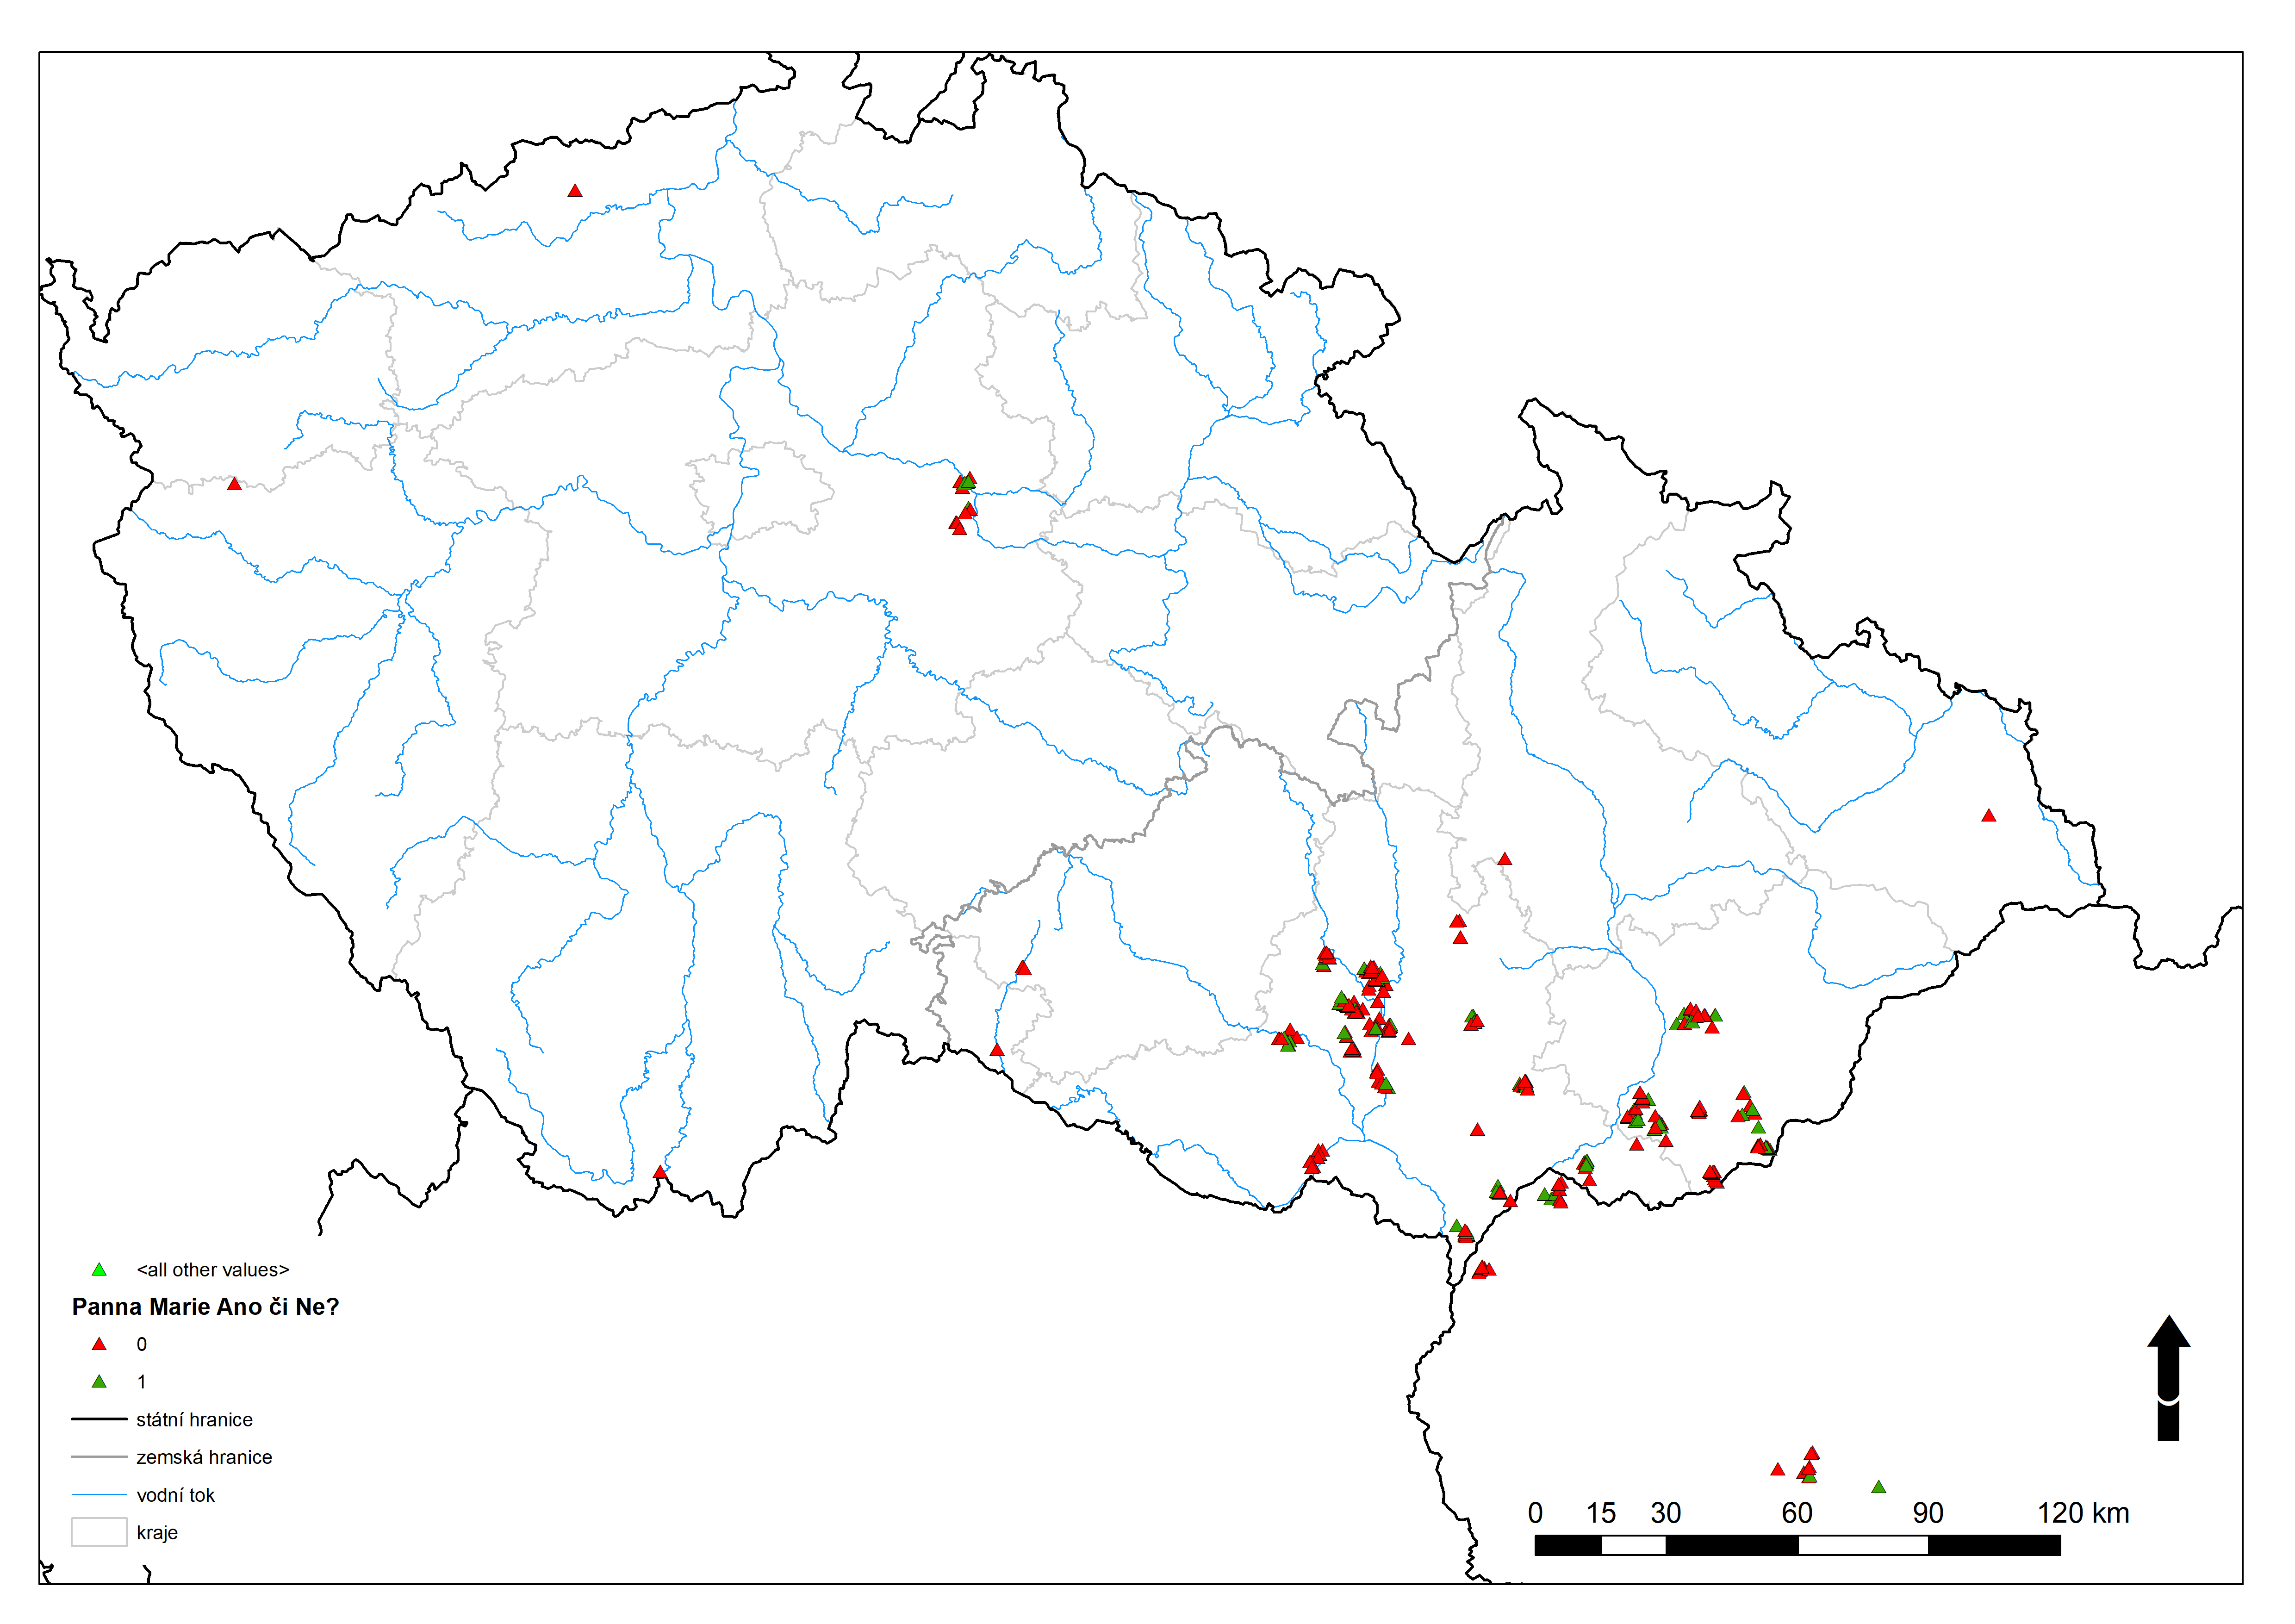 <all other values>
Panna Marie Ano či Ne?
0
1
státní hranice
zemská hranice
vodní tok
kraje
0 15 30 60 90 120 km